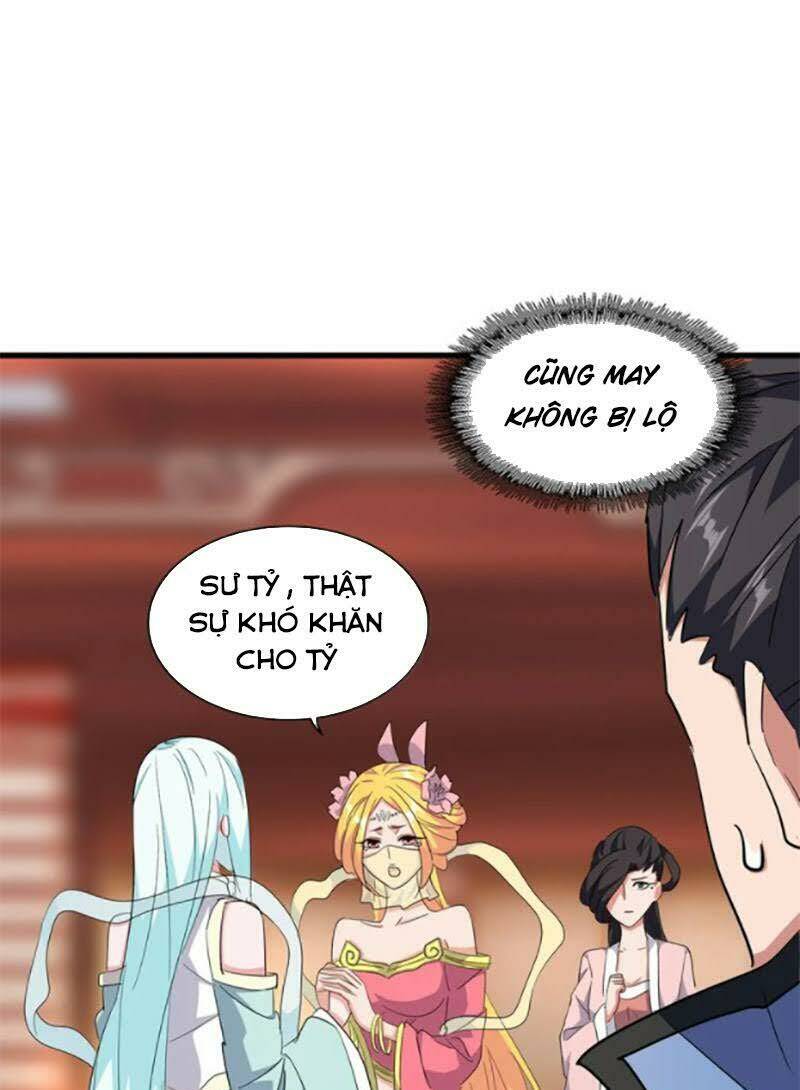 CŨNG MAY
KHÔNG BỊ LỘ
SƯ TỶ , THẬT
SỰ KHÓ KHĂN
CHO TỶ